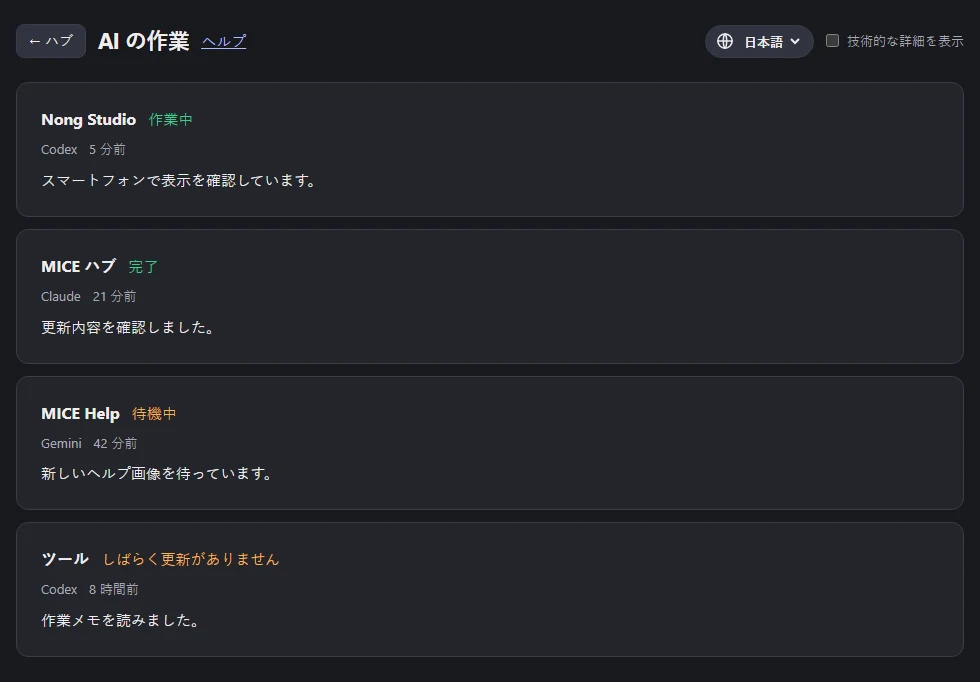 ← ハブ AI の作業 ヘルプ 日本語 技術的な詳細を表示
Nong Studio 作業中
Codex 5 分前
スマートフォンで表示を確認しています。
MICE ハブ 完了
Claude 21 分前
更新内容を確認しました。
MICE Help 待機中
Gemini 42 分前
新しいヘルプ画像を待っています。
ツール しばらく更新がありません
Codex 8 時間前
作業メモを読みました。